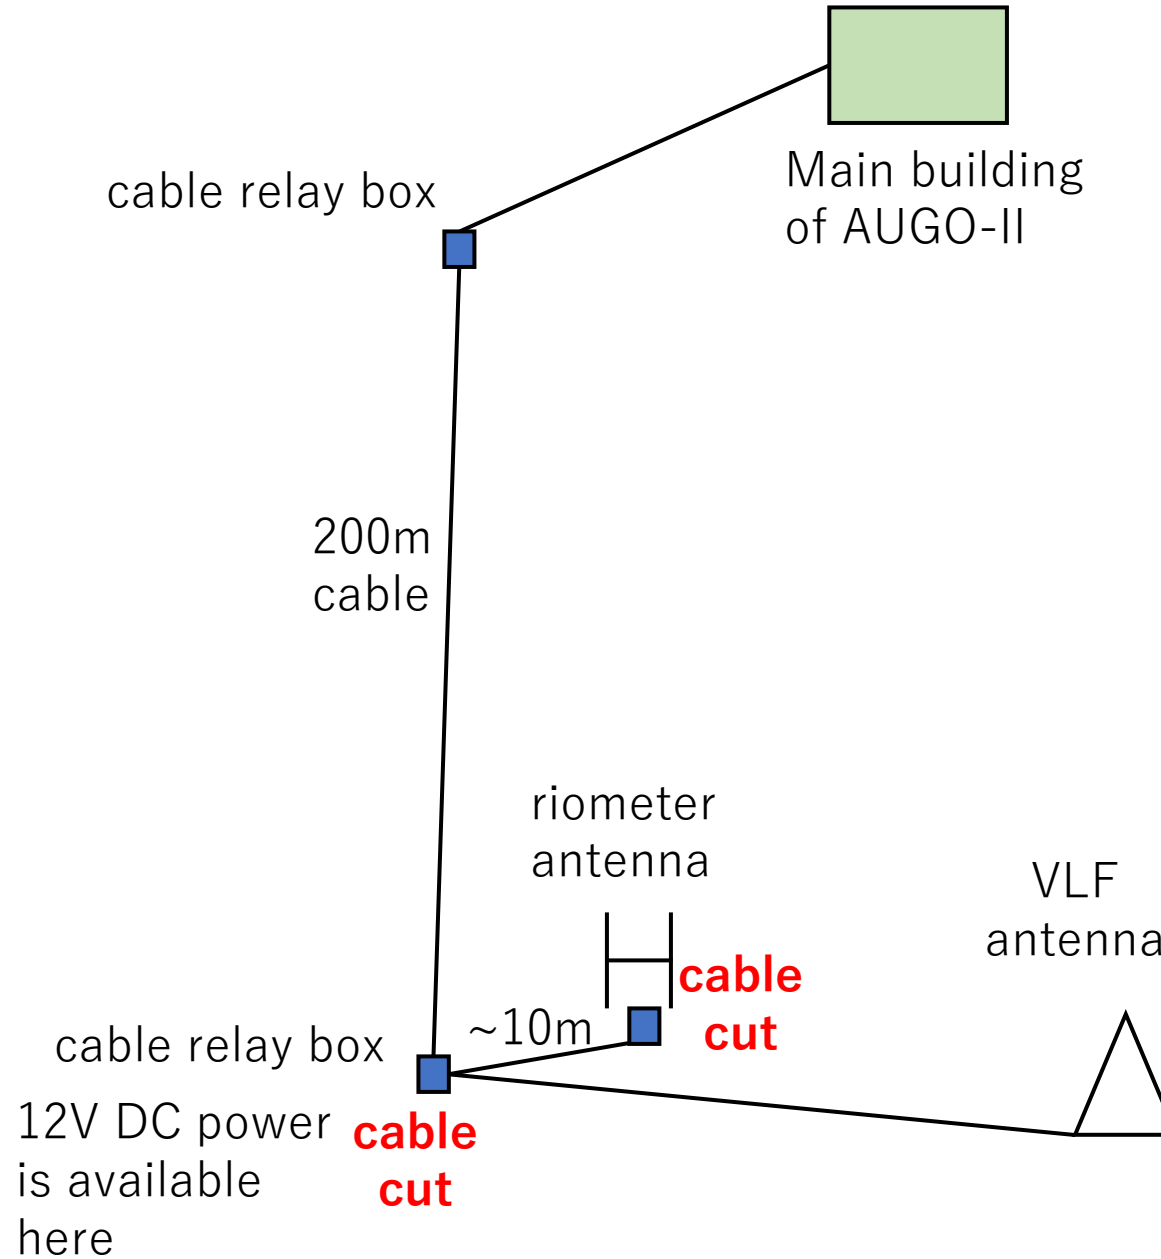 Main building
of AUGO-II
cable relay box
200m
cable
riometer
antenna
VLF
antenna
cable
cut
~10m
cable relay box
12V DC power
is available
here
cable
cut